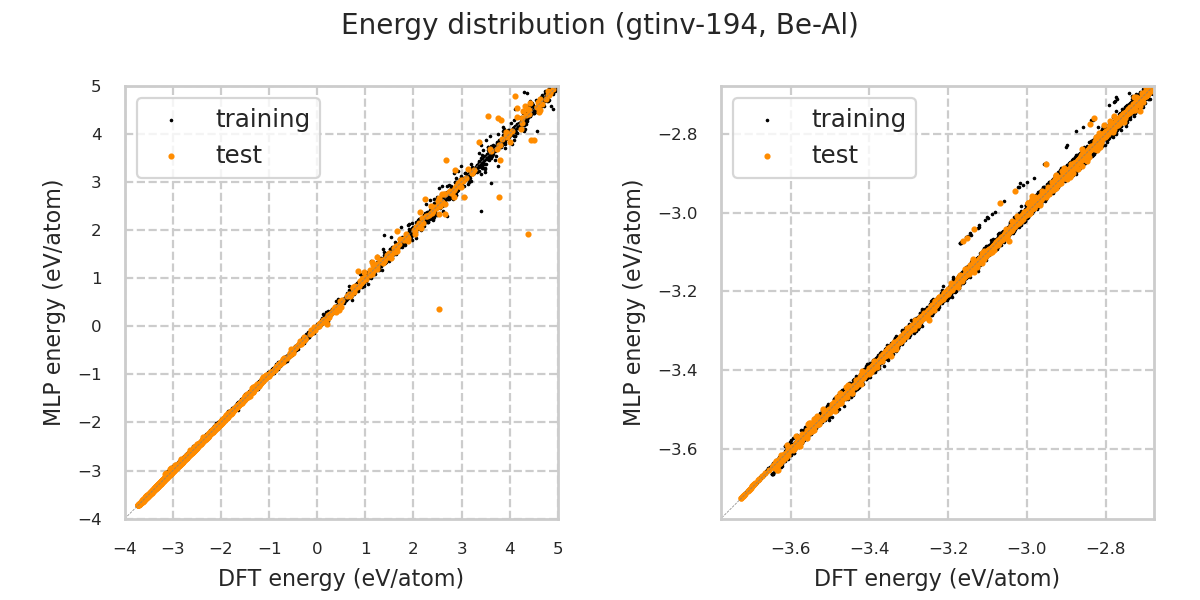 Energy distribution (gtinv-194, Be-Al)
5
4
3
2
1
0
−1
−2
−3
−4
MLP energy (eV/atom)
training
test
−4 −3 −2 −1 0 1 2 3 4 5
DFT energy (eV/atom)
−2.8
−3.0
−3.2
−3.4
−3.6
MLP energy (eV/atom)
training
test
−3.6 −3.4 −3.2 −3.0 −2.8
DFT energy (eV/atom)